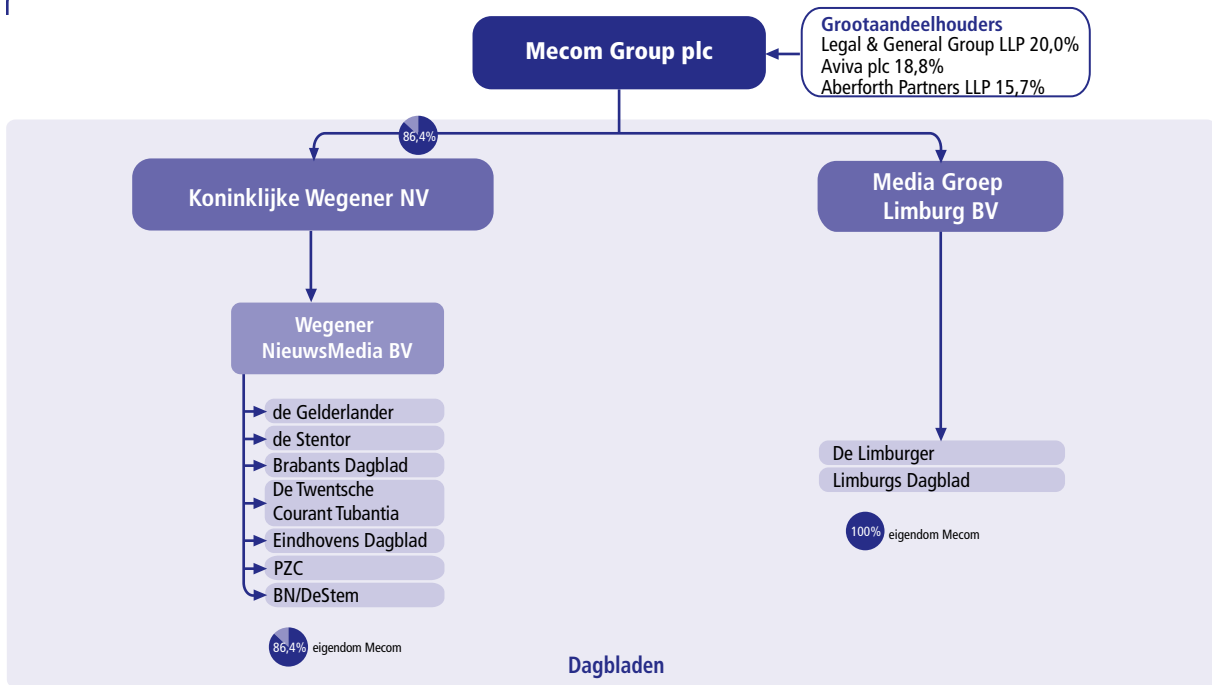 Mecom Group plc
Grootaandeelhouders
Legal & General Group LLP 20,0%
Aviva plc 18,8%
Aberforth Partners LLP 15,7%
86,4%
Koninklijke Wegener NV
Media Groep
Limburg BV
Wegener
NieuwsMedia BV
de Gelderlander
de Stentor
Brabants Dagblad
De Twentsche
Courant Tubantia
Eindhovens Dagblad
PZC
BN/DeStem
86,4% eigendom Mecom
De Limburger
Limburgs Dagblad
100% eigendom Mecom
Dagbladen